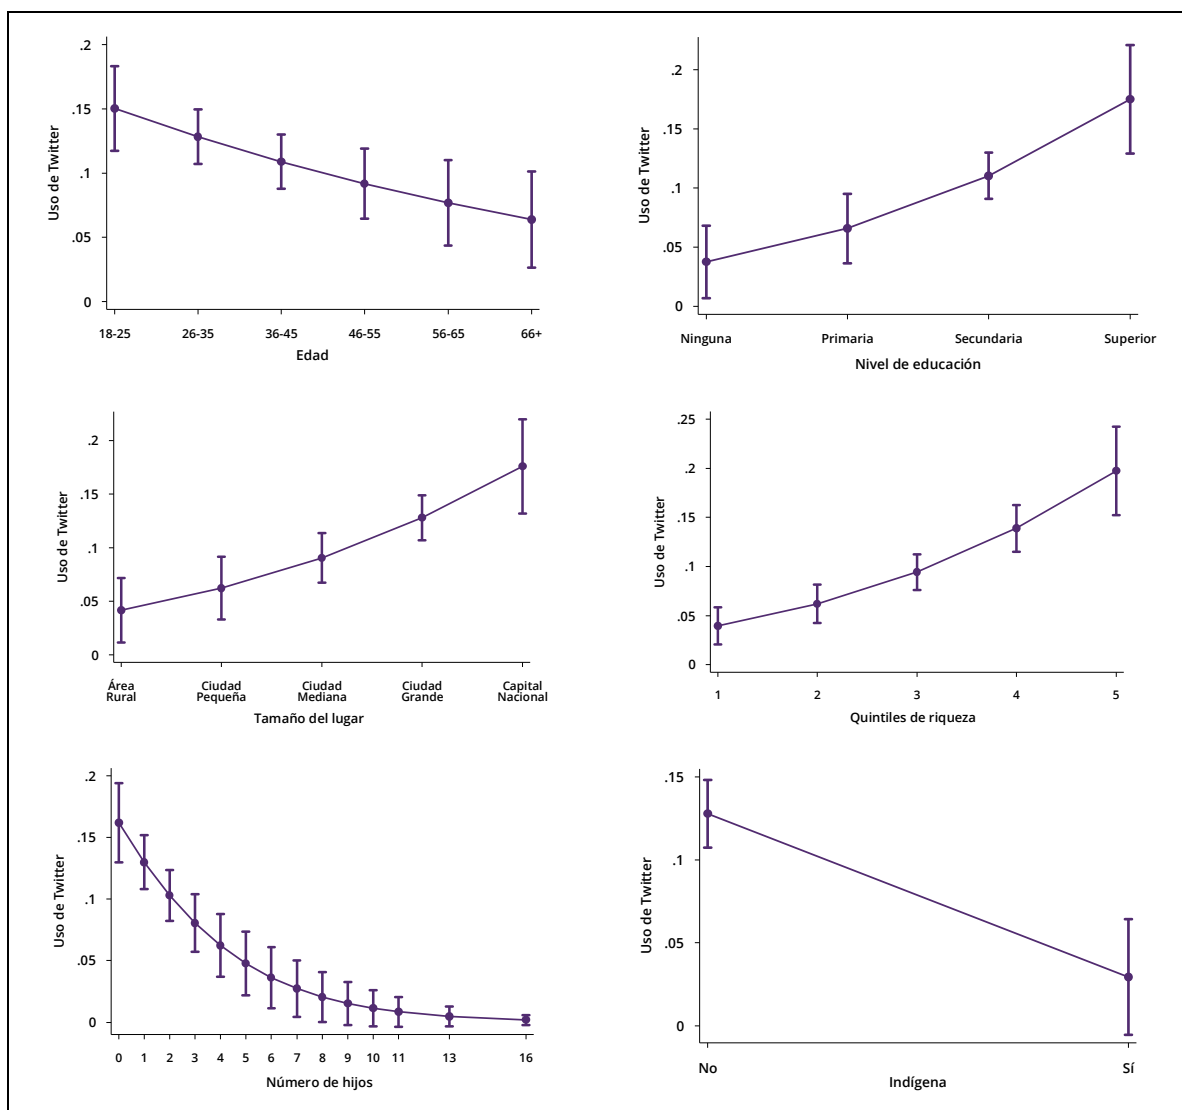 .2
.15
.1
.05
0
Uso de Twitter
18-25 26-35 36-45 46-55 56-65 66+
Edad
.2
.15
.1
.05
0
Uso de Twitter
Ninguna Primaria Secundaria Superior
Nivel de educación
.2
.15
.1
.05
0
Uso de Twitter
Área Ciudad Ciudad Ciudad Capital
Rural Pequeña Mediana Grande Nacional
Tamaño del lugar
.25
.2
.15
.1
.05
0
Uso de Twitter
1 2 3 4 5
Quintiles de riqueza
.2
.15
.1
.05
0
Uso de Twitter
0 1 2 3 4 5 6 7 8 9 10 11 13 16
Número de hijos
.15
.1
.05
0
Uso de Twitter
No Sí
Indígena